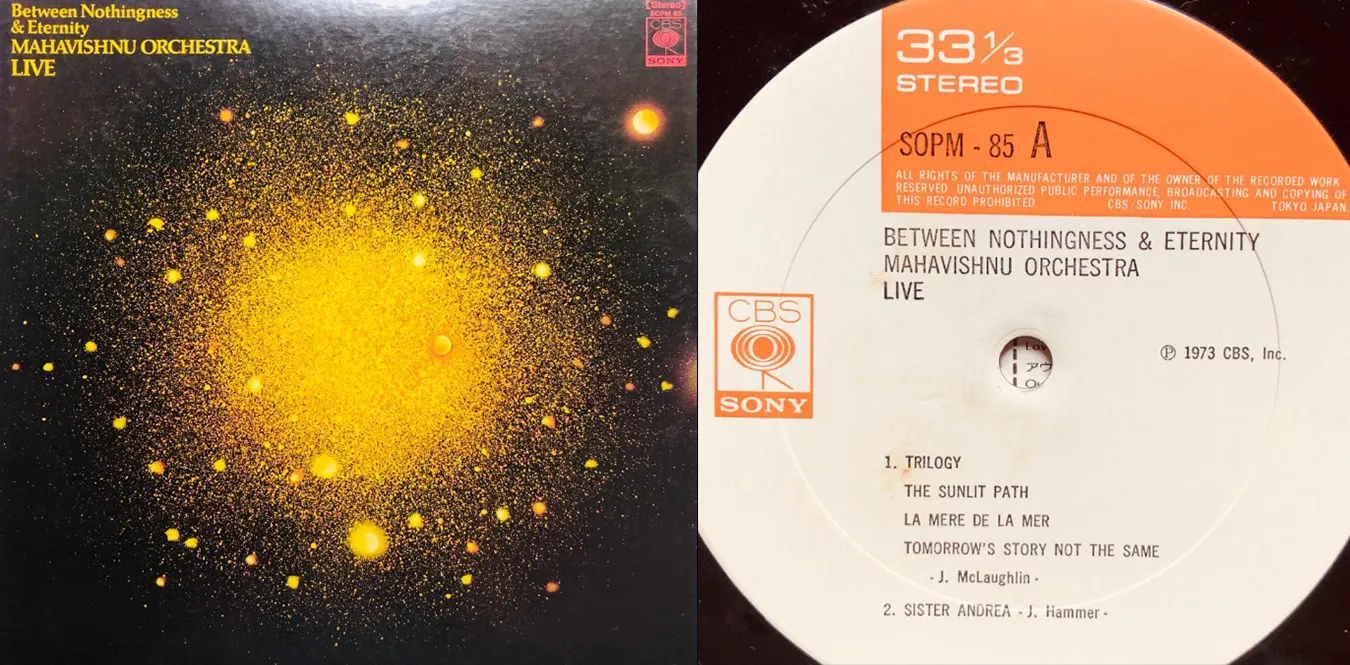 Between Nothingness
& Eternity
MAHAVISHNU ORCHESTRA
LIVE
[Stereo]
SOPM 85
CBS
SONY
33 1/3
STEREO
SOPM - 85 A
ALL RIGHTS OF THE MANUFACTURER AND OF THE OWNER OF THE RECORDED WORK
RESERVED. UNAUTHORIZED PUBLIC PERFORMANCE, BROADCASTING AND COPYING OF
THIS RECORD PROHIBITED. CBS/SONY INC TOKYO JAPAN
BETWEEN NOTHINGNESS & ETERNITY
MAHAVISHNU ORCHESTRA
LIVE
CBS
SONY
℗ 1973 CBS, Inc.
1. TRILOGY
THE SUNLIT PATH
LA MERE DE LA MER
TOMORROW'S STORY NOT THE SAME
- J. McLaughlin -
2. SISTER ANDREA - J. Hammer -